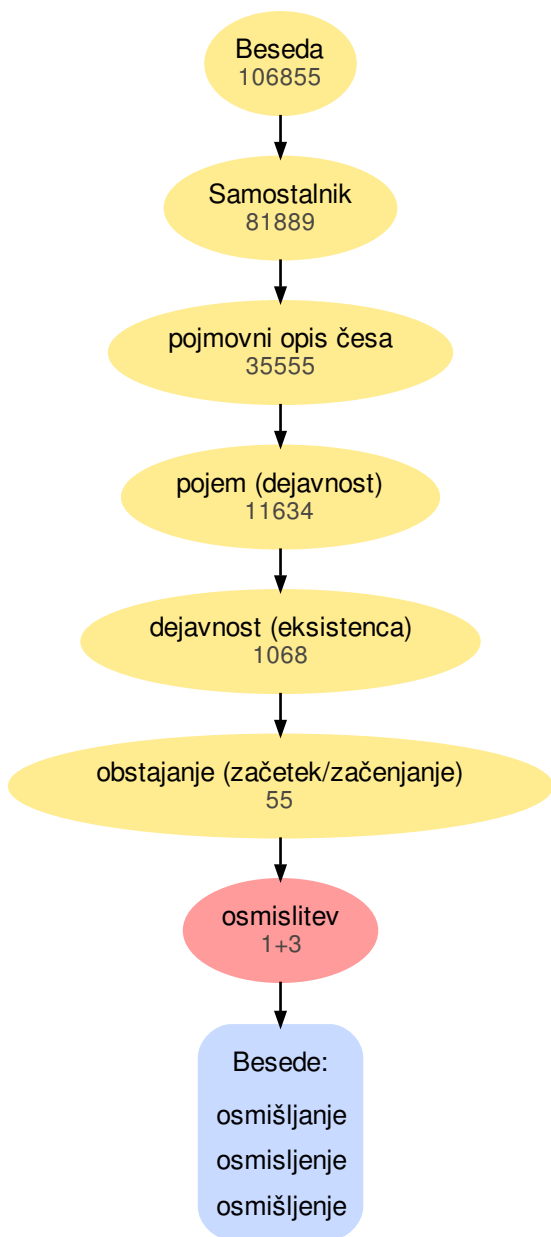 Beseda
106855
Samostalnik
81889
pojmovni opis česa
35555
pojem (dejavnost)
11634
dejavnost (eksistenca)
1068
obstajanje (začetek/začenjanje)
55
osmislitev
1+3
Besede:
osmišljanje
osmisljenje
osmišljenje